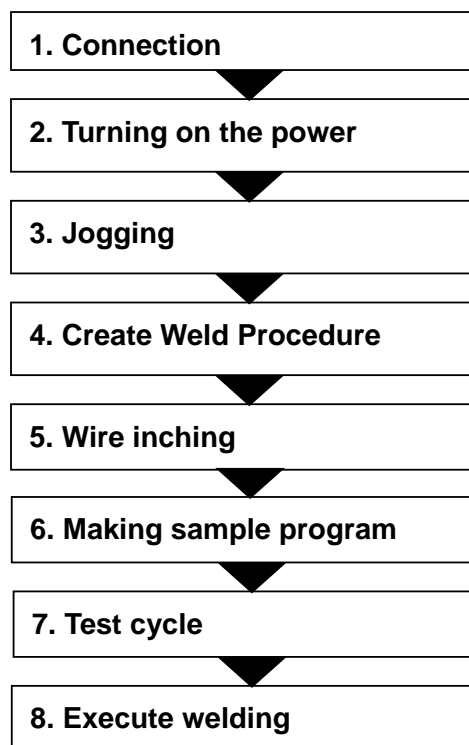 1. Connection
2. Turning on the power
3. Jogging
4. Create Weld Procedure
5. Wire inching
6. Making sample program
7. Test cycle
8. Execute welding